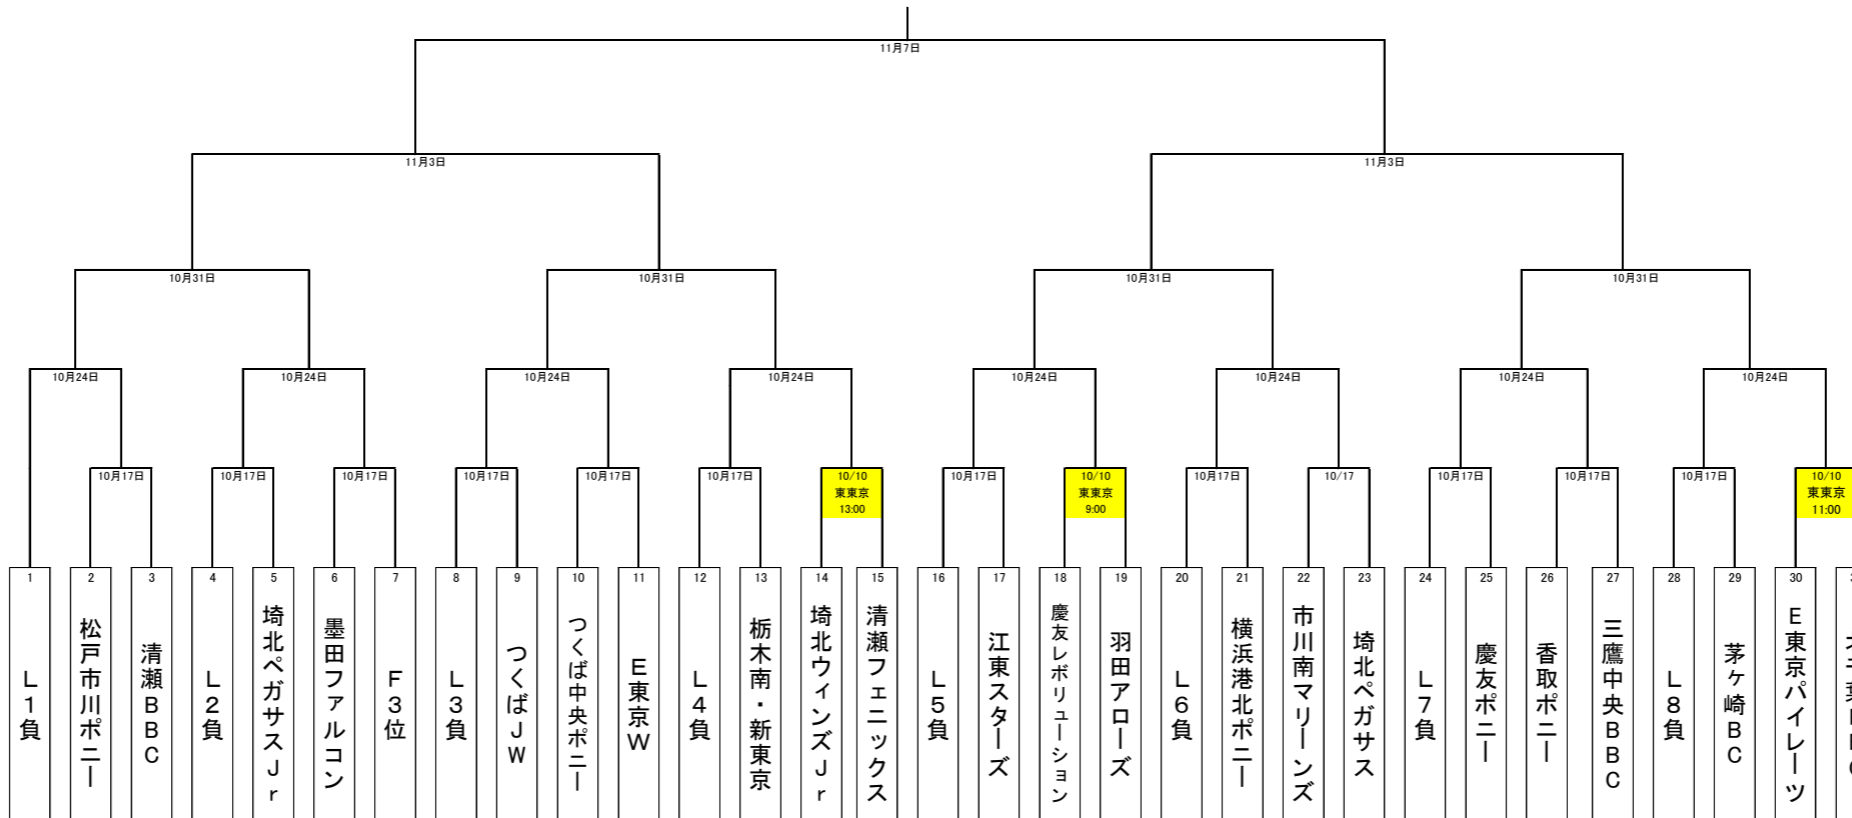 11月7日
11月3日
11月3日
10月31日
10月31日
10月31日
10月31日
10月24日
10月24日
10月24日
10月24日
10月24日
10月24日
10月24日
10月24日
10月17日
10月17日
10月17日
10月17日
10月17日
10月17日
10/10
東東京
13:00
10月17日
10/10
東東京
9:00
10月17日
10/17
10月17日
10月17日
10月17日
10/10
東東京
11:00
1
L1負
2
松戸市川ポニー
3
清瀬BBC
4
L2負
5
埼北ペガサスJr
6
墨田ファルコン
7
F3位
8
L3負
9
つくばJW
10
つくば中央ポニー
11
E東京W
12
L4負
13
栃木南・新東京
14
埼北ウィンズJr
15
清瀬フェニックス
16
L5負
17
江東スターズ
18
慶友レボリューション
19
羽田アローズ
20
L6負
21
横浜港北ポニー
22
市川南マリーンズ
23
埼北ペガサス
24
L7負
25
慶友ポニー
26
香取ポニー
27
三鷹中央BBC
28
L8負
29
茅ヶ崎BC
30
E東京パイレーツ